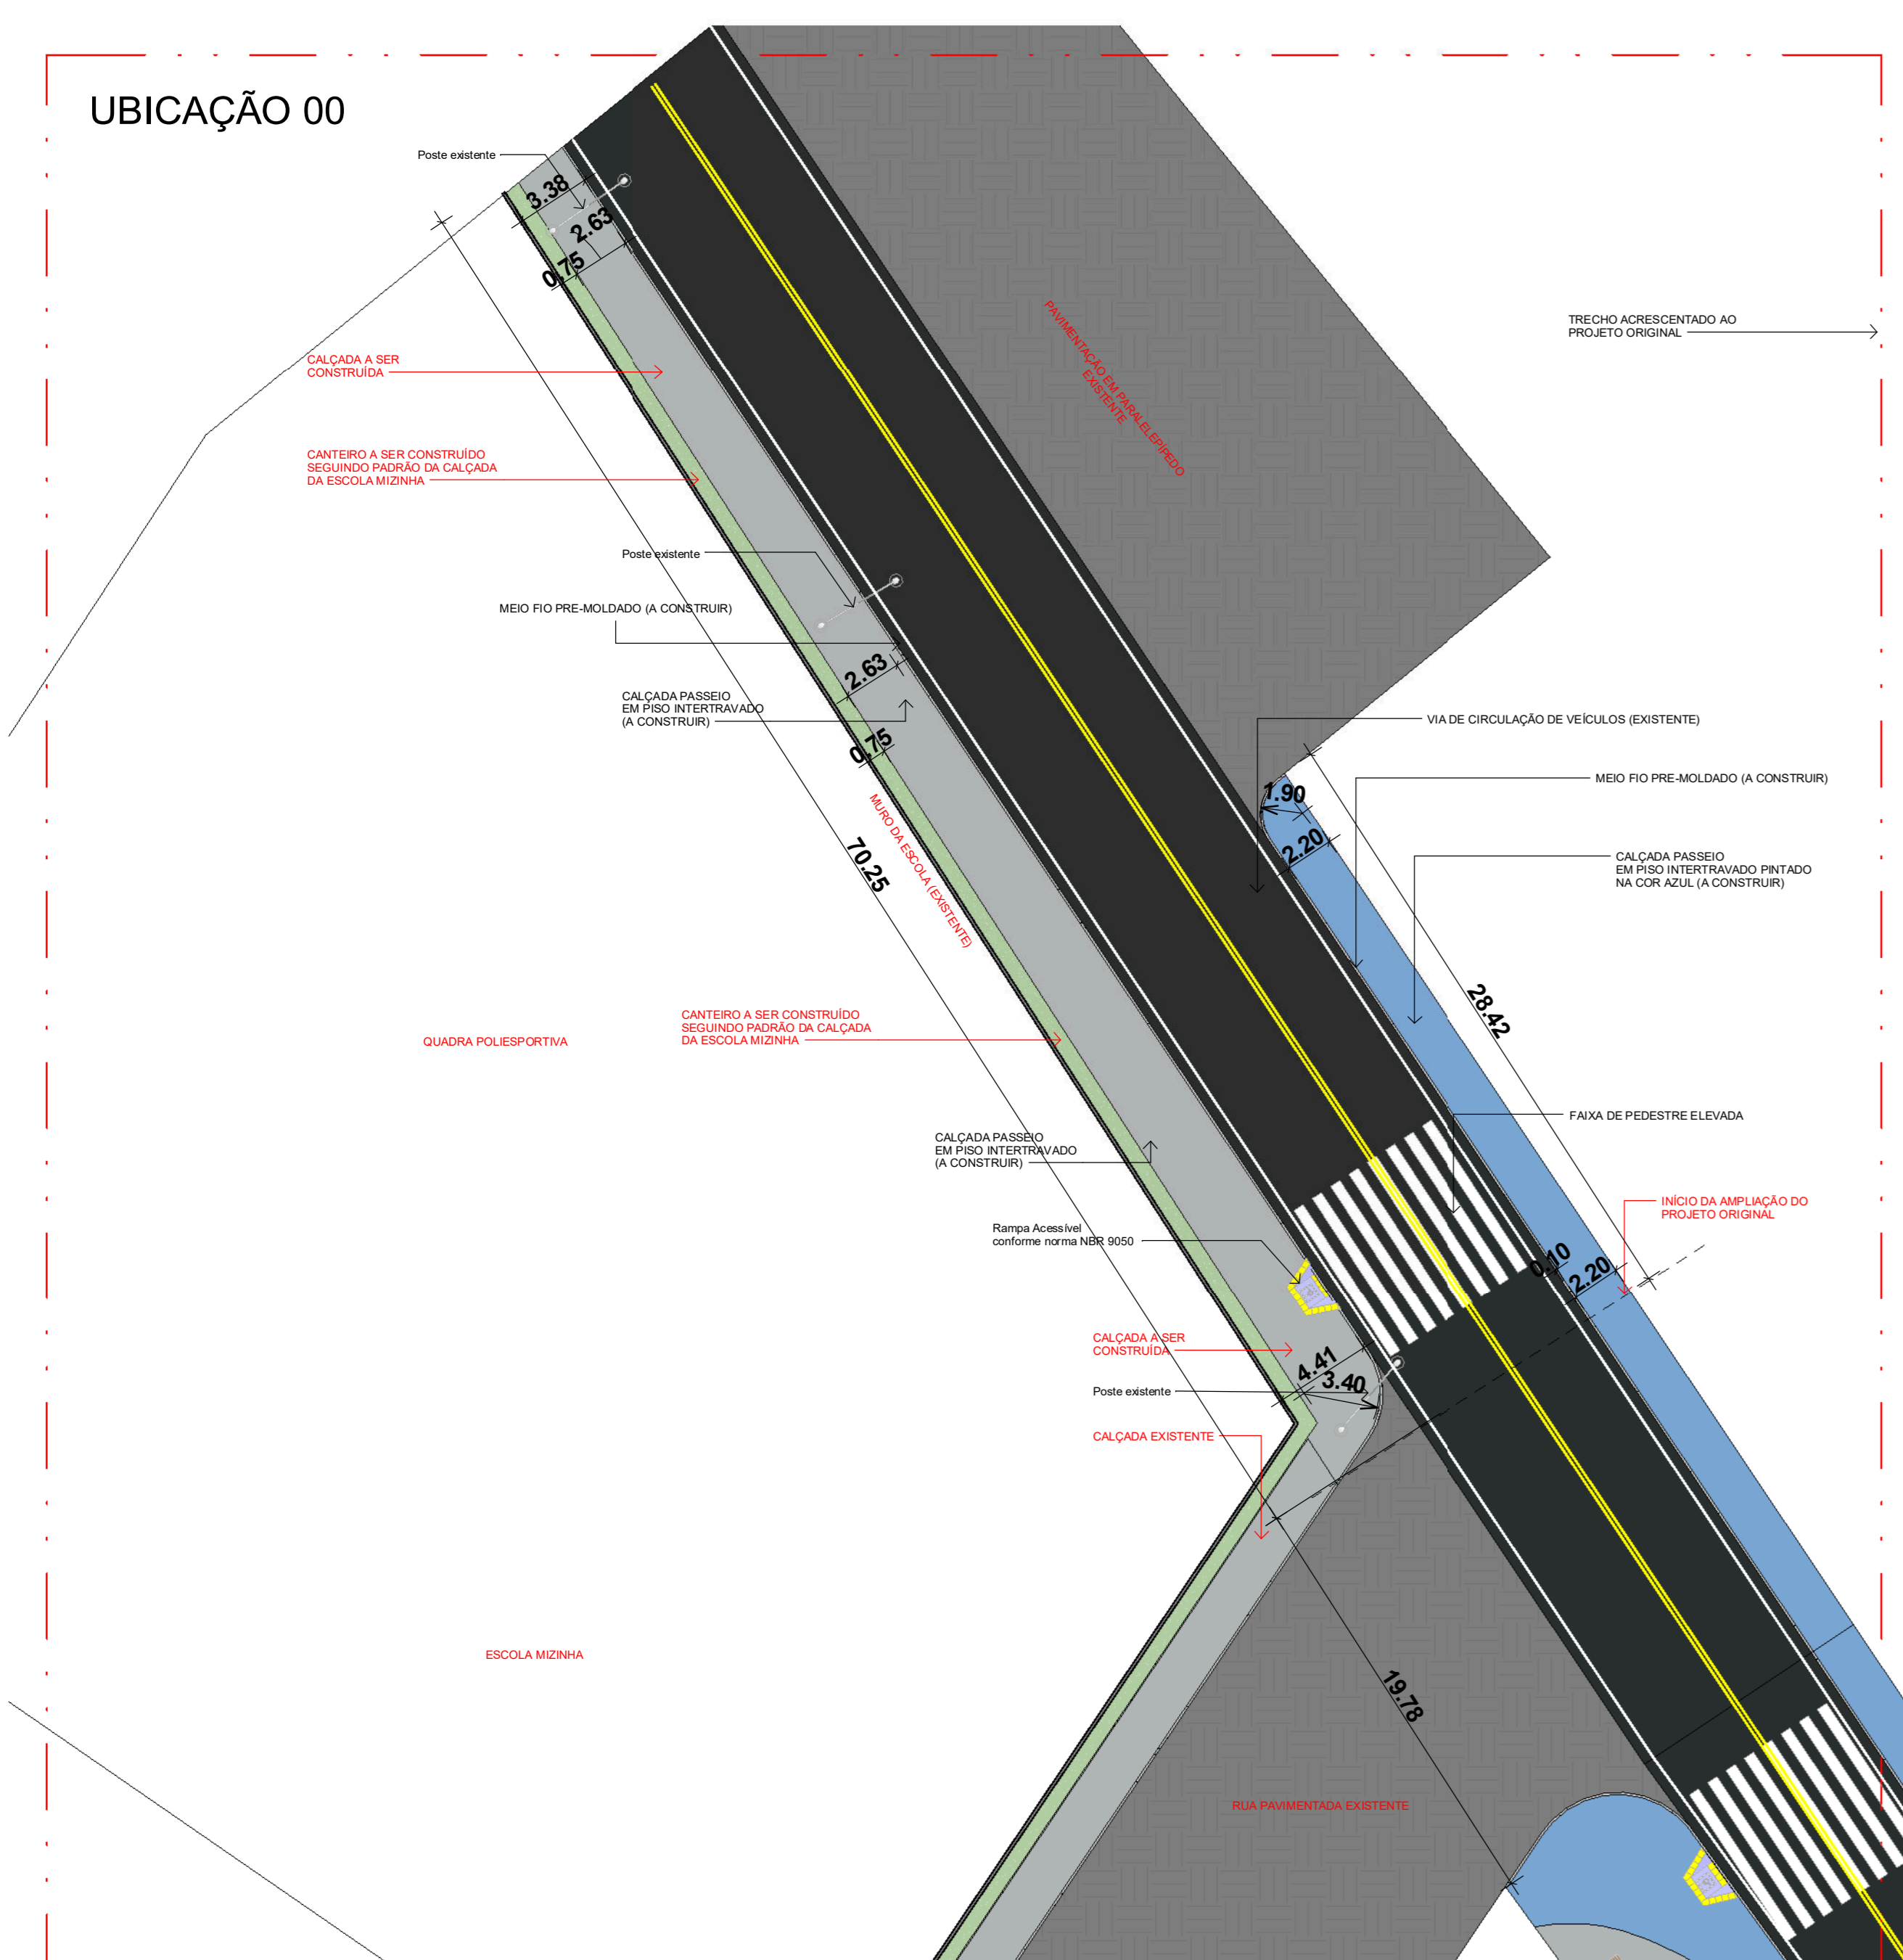 UBICAÇÃO 00
Poste existente
3.38
2.63
0.75
TRECHO ACRESCENTADO AO
PROJETO ORIGINAL
PAVIMENTAÇÃO EM PARALELEPÍPEDO
EXISTENTE
CALÇADA A SER
CONSTRUÍDA
CANTEIRO A SER CONSTRUÍDO
SEGUINDO PADRÃO DA CALÇADA
DA ESCOLA MIZINHA
Poste existente
MEIO FIO PRE-MOLDADO (A CONSTRUIR)
2.63
CALÇADA PASSEIO
EM PISO INTERTRAVADO
(A CONSTRUIR)
0.75
VIA DE CIRCULAÇÃO DE VEÍCULOS (EXISTENTE)
MEIO FIO PRE-MOLDADO (A CONSTRUIR)
1.90
2.20
CALÇADA PASSEIO
EM PISO INTERTRAVADO PINTADO
NA COR AZUL (A CONSTRUIR)
MURO DA ESCOLA (EXISTENTE)
70.25
28.42
QUADRA POLIESPORTIVA
CANTEIRO A SER CONSTRUÍDO
SEGUINDO PADRÃO DA CALÇADA
DA ESCOLA MIZINHA
FAIXA DE PEDESTRE ELEVADA
CALÇADA PASSEIO
EM PISO INTERTRAVADO
(A CONSTRUIR)
INÍCIO DA AMPLIAÇÃO DO
PROJETO ORIGINAL
Rampa Acessível
conforme norma NBR 9050
0.10
2.20
CALÇADA A SER
CONSTRUÍDA
4.41
3.40
Poste existente
CALÇADA EXISTENTE
ESCOLA MIZINHA
19.78
RUA PAVIMENTADA EXISTENTE